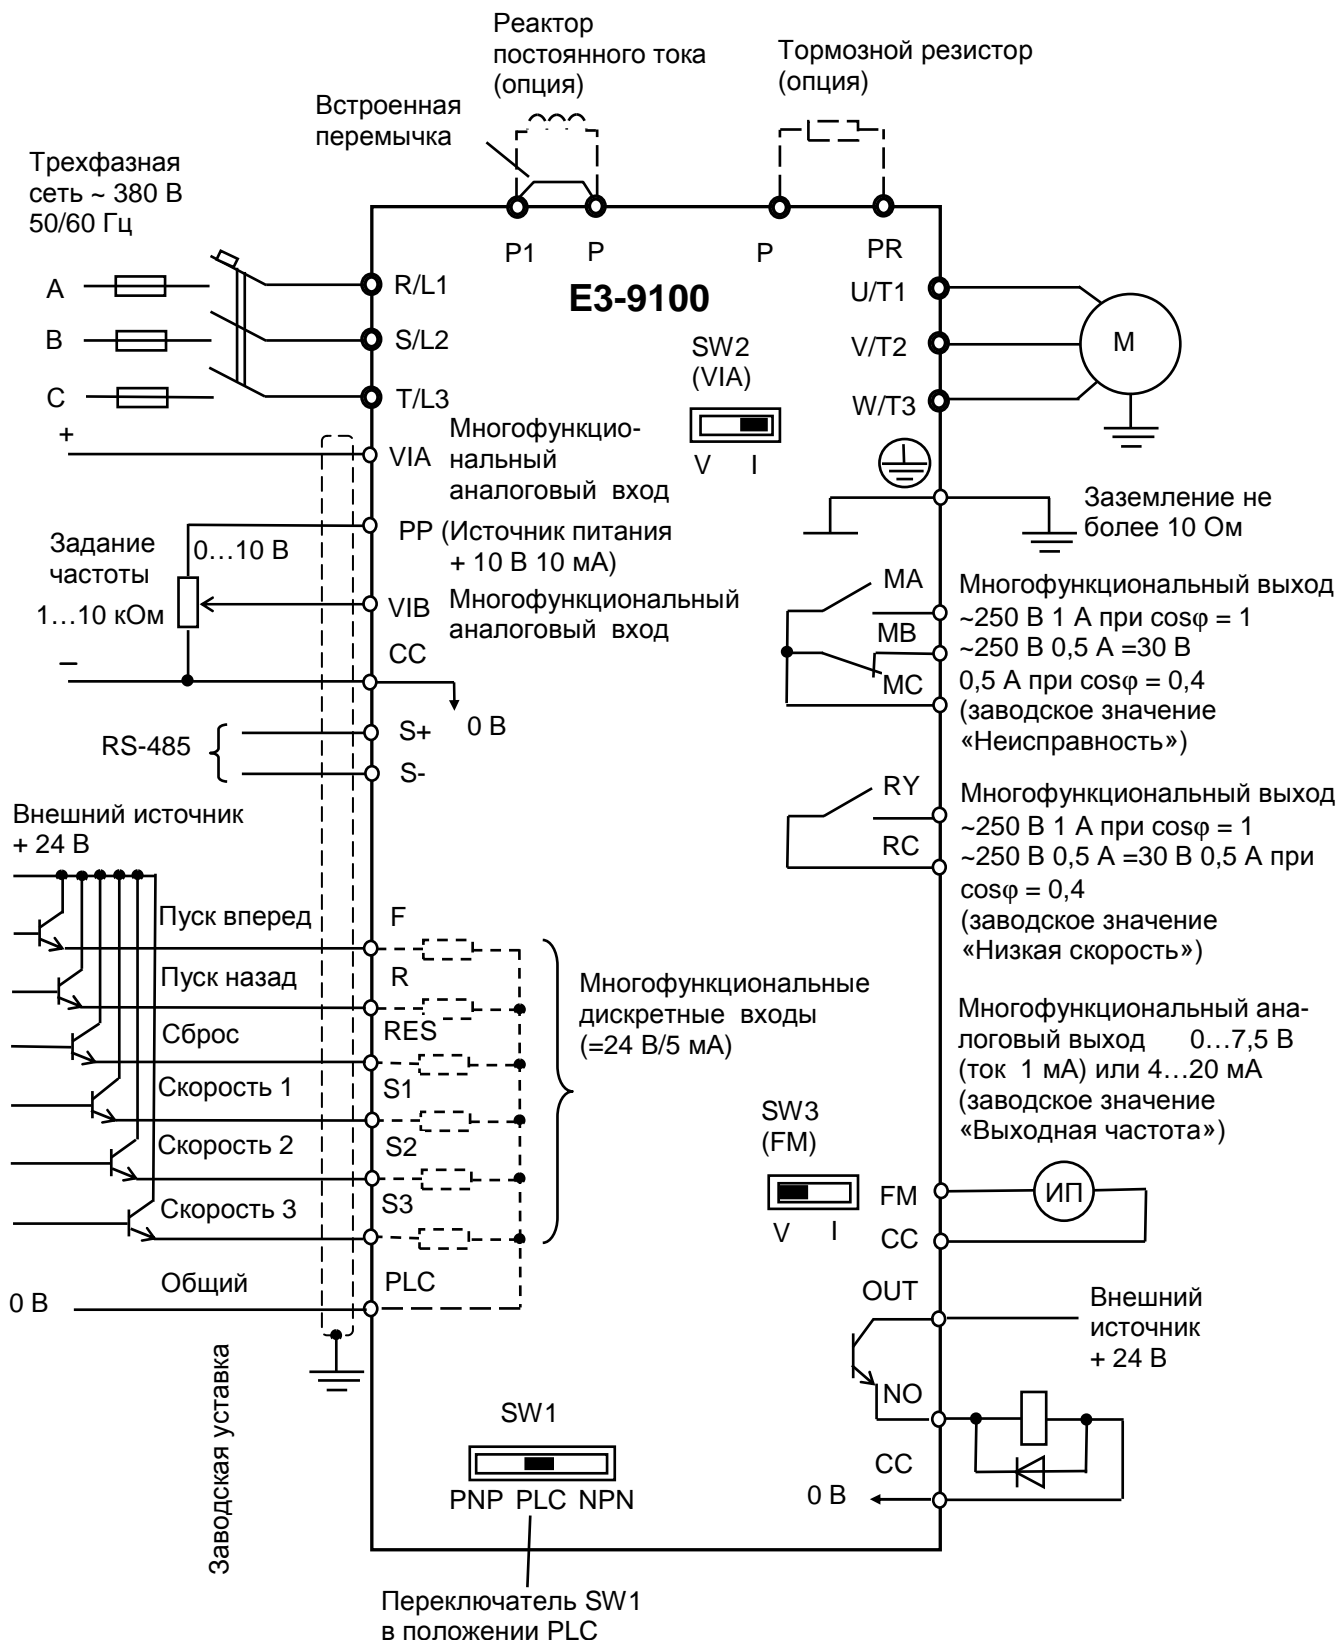 Реактор
постоянного тока
(опция)
Тормозной резистор
(опция)
Встроенная
перемычка
Трехфазная
сеть ~ 380 В
50/60 Гц
P1
P
P
PR
E3-9100
A
R/L1
U/T1
B
S/L2
V/T2
M
C
T/L3
W/T3
SW2
(VIA)
V I
+
VIA
Многофункцио-
нальный
аналоговый вход
PP (Источник питания
+ 10 В 10 мА)
Задание
частоты
1…10 кОм
0…10 В
VIB
Многофункциональный
аналоговый вход
CC
–
0 В
RS-485
S+
S-
Заземление не
более 10 Ом
MA
MB
MC
Многофункциональный выход
~250 В 1 А при cosφ = 1
~250 В 0,5 А =30 В
0,5 А при cosφ = 0,4
(заводское значение
«Неисправность»)
RY
RC
Многофункциональный выход
~250 В 1 А при cosφ = 1
~250 В 0,5 А =30 В 0,5 А при
cosφ = 0,4
(заводское значение
«Низкая скорость»)
Внешний источник
+ 24 В
Пуск вперед
F
Пуск назад
R
Сброс
RES
Скорость 1
S1
Скорость 2
S2
Скорость 3
S3
Общий
PLC
0 В
Многофункциональные
дискретные входы
(=24 В/5 мА)
Многофункциональный ана-
логовый выход 0…7,5 В
(ток 1 мА) или 4…20 мА
(заводское значение
«Выходная частота»)
SW3
(FM)
V I
FM
ИП
CC
OUT
Внешний
источник
+ 24 В
NO
CC
0 В
Заводская уставка
SW1
PNP PLC NPN
Переключатель SW1
в положении PLC